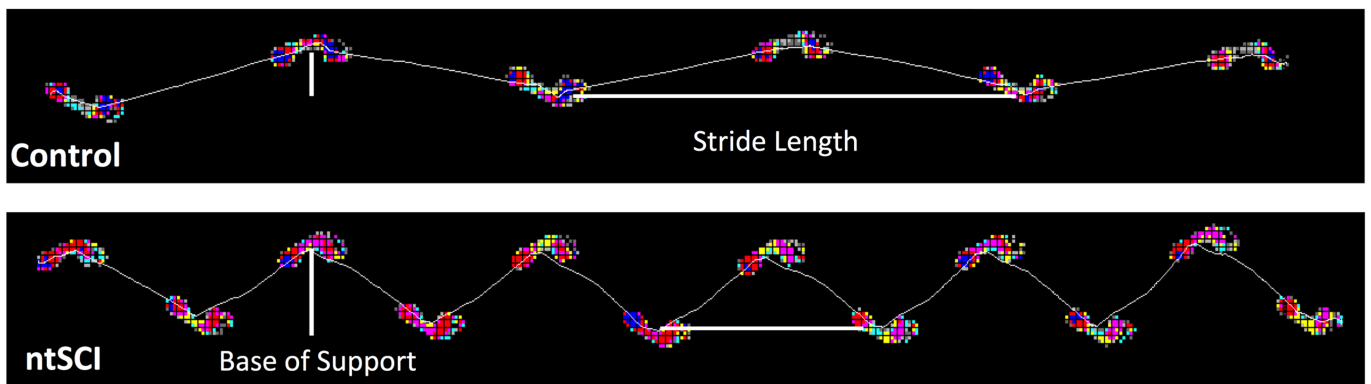 Stride Length
Control
Base of Support
ntSCI